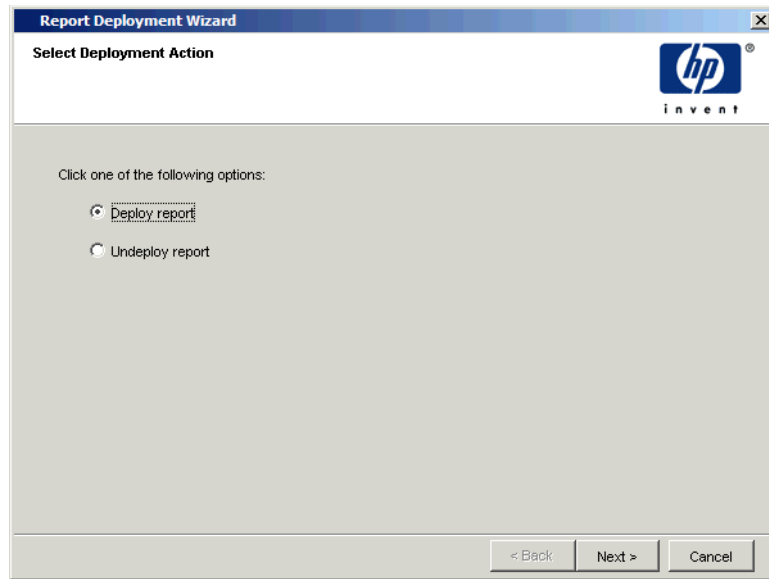 Report Deployment Wizard
Select Deployment Action
hp
®
invent
Click one of the following options:
Deploy report
Undeploy report
< Back
Next >
Cancel